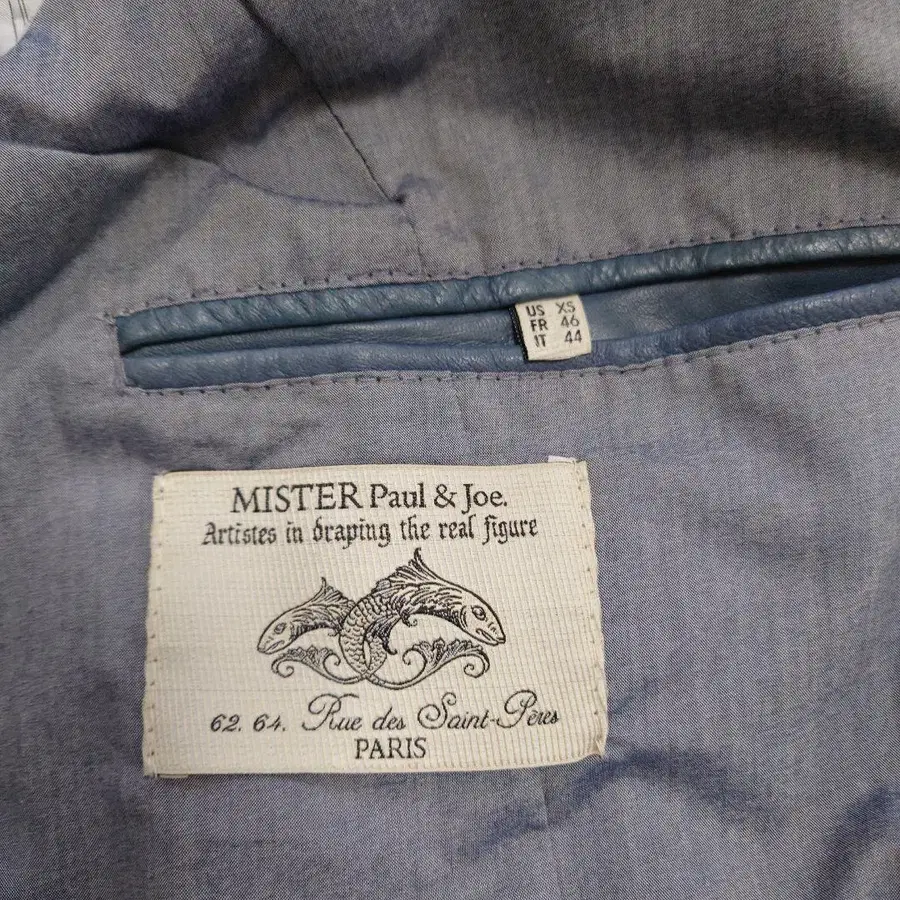 US XS
FR 46
IT 44
MISTER Paul & Joe.
Artistes in draping the real figure
62. 64. Rue des Saint-Pères
PARIS